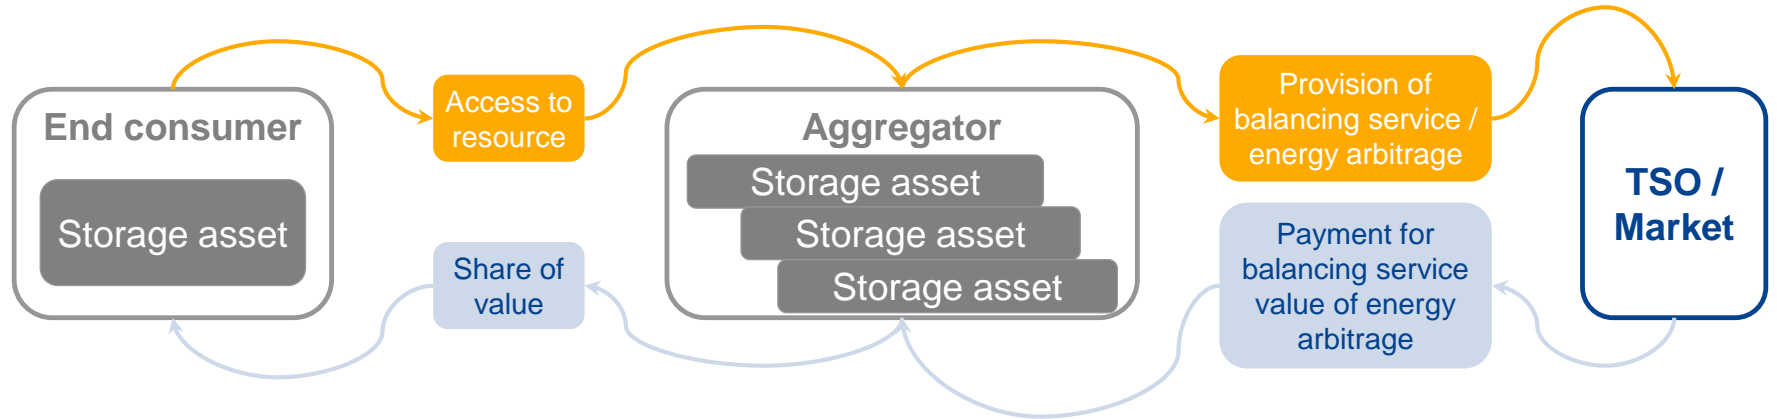 End consumer
Storage asset
Access to
resource
Share of
value
Aggregator
Storage asset
Storage asset
Storage asset
Provision of
balancing service /
energy arbitrage
Payment for
balancing service
value of energy
arbitrage
TSO /
Market